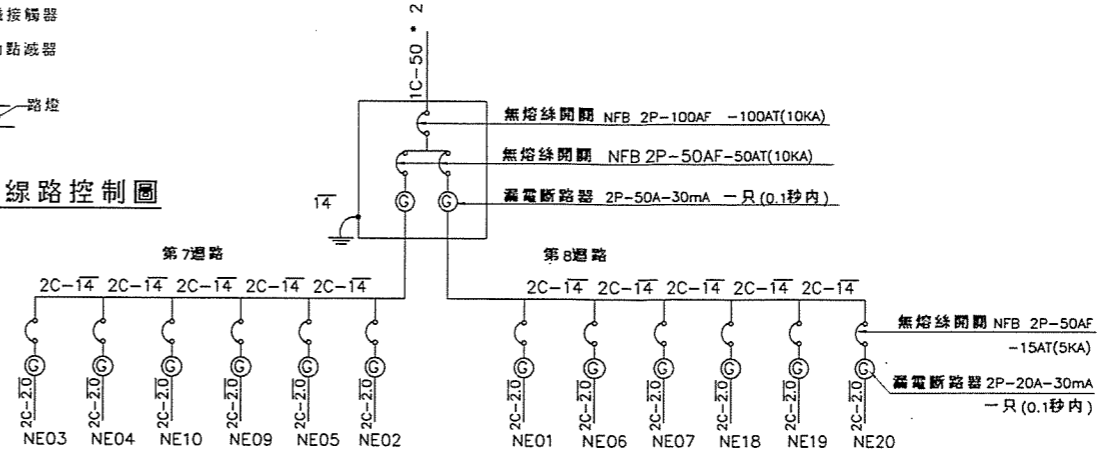 接觸器
點滅器
路燈
線路控制圖
1C-50 * 2
無熔絲開關 NFB 2P-100AF -100AT(10KA)
無熔絲開關 NFB 2P-50AF-50AT(10KA)
漏電斷路器 2P-50A-30mA 一只(0.1秒内)
14
G G
第7迴路 第8迴路
2C-14 2C-14 2C-14 2C-14 2C-14 2C-14 2C-14 2C-14 2C-14 2C-14
無熔絲開關 NFB 2P-50AF
-15AT(5KA)
G G G G G G G G G G G G
漏電斷路器 2P-20A-30mA
一只(0.1秒内)
2C-2.0 2C-2.0 2C-2.0 2C-2.0 2C-2.0 2C-2.0 2C-2.0 2C-2.0 2C-2.0 2C-2.0 2C-2.0 2C-2.0
NE03 NE04 NE10 NE09 NE05 NE02 NE01 NE06 NE07 NE18 NE19 NE20